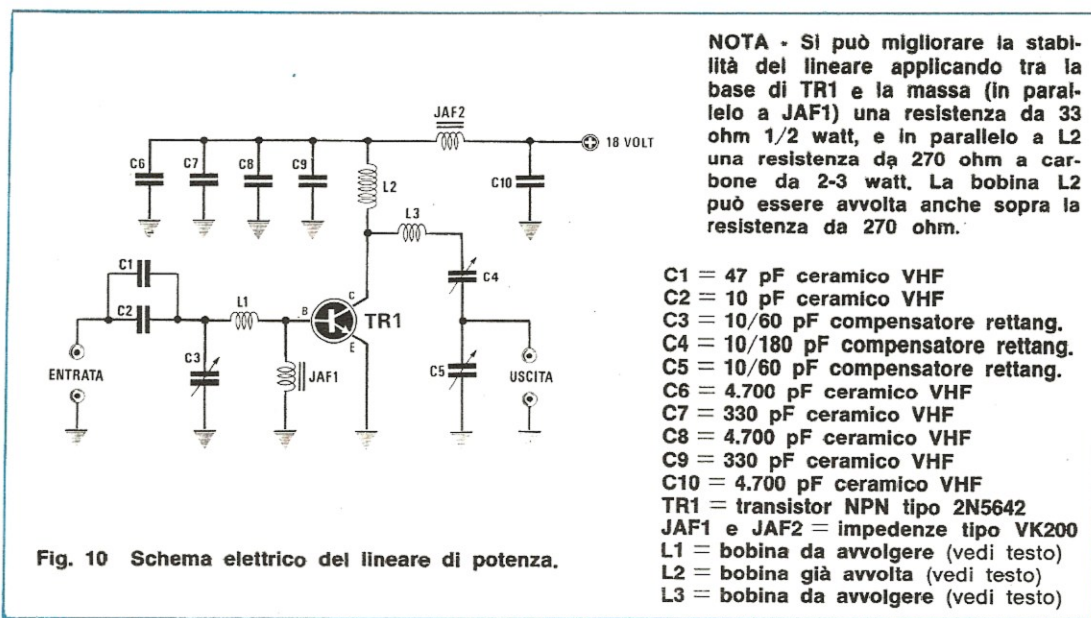 NOTA - Si può migliorare la stabi-
lità del lineare applicando tra la
base di TR1 e la massa (in paral-
lelo a JAF1) una resistenza da 33
ohm 1/2 watt, e in parallelo a L2
una resistenza da 270 ohm a car-
bone da 2-3 watt. La bobina L2
può essere avvolta anche sopra la
resistenza da 270 ohm.
JAF2
18 VOLT
C6
C7
C8
C9
C10
L2
L3
C1
C2
L1
C4
B
C
E
TR1
C3
JAF1
C5
ENTRATA
USCITA
C1 = 47 pF ceramico VHF
C2 = 10 pF ceramico VHF
C3 = 10/60 pF compensatore rettang.
C4 = 10/180 pF compensatore rettang.
C5 = 10/60 pF compensatore rettang.
C6 = 4.700 pF ceramico VHF
C7 = 330 pF ceramico VHF
C8 = 4.700 pF ceramico VHF
C9 = 330 pF ceramico VHF
C10 = 4.700 pF ceramico VHF
TR1 = transistor NPN tipo 2N5642
JAF1 e JAF2 = impedenze tipo VK200
L1 = bobina da avvolgere (vedi testo)
L2 = bobina già avvolta (vedi testo)
L3 = bobina da avvolgere (vedi testo)
Fig. 10 Schema elettrico del lineare di potenza.